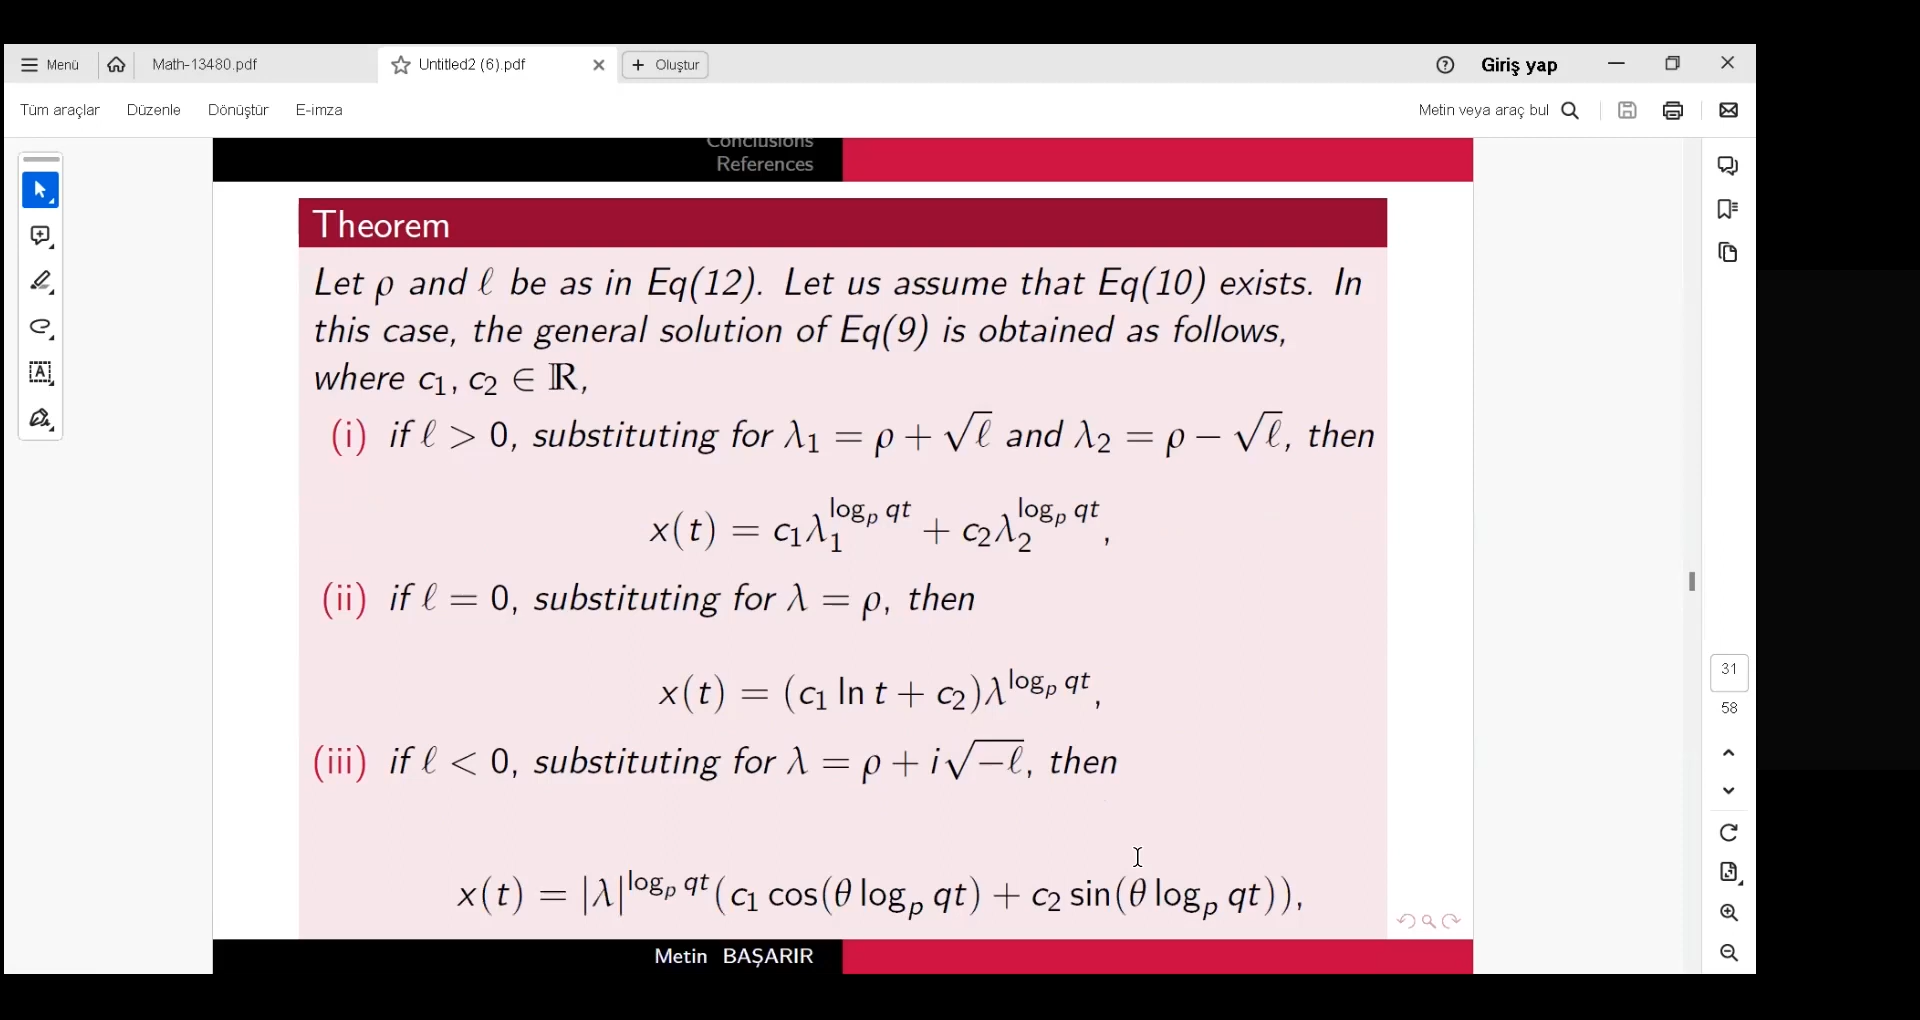 Menü
Math-13480.pdf
Untitled2 (6).pdf
Oluştur
Giriş yap
Tüm araçlar
Düzenle
Dönüştür
E-imza
Metin veya araç bul
Conclusions
References
Theorem
Let ρ and ℓ be as in Eq(12). Let us assume that Eq(10) exists. In
this case, the general solution of Eq(9) is obtained as follows,
where c₁, c₂ ∈ ℝ,
(i) if ℓ > 0, substituting for λ₁ = ρ + √ℓ and λ₂ = ρ − √ℓ, then
x(t) = c₁λ₁^{log_p qt} + c₂λ₂^{log_p qt},
(ii) if ℓ = 0, substituting for λ = ρ, then
x(t) = (c₁ ln t + c₂)λ^{log_p qt},
(iii) if ℓ < 0, substituting for λ = ρ + i√−ℓ, then
x(t) = |λ|^{log_p qt}(c₁ cos(θ log_p qt) + c₂ sin(θ log_p qt)),
Metin BAŞARIR
31
58